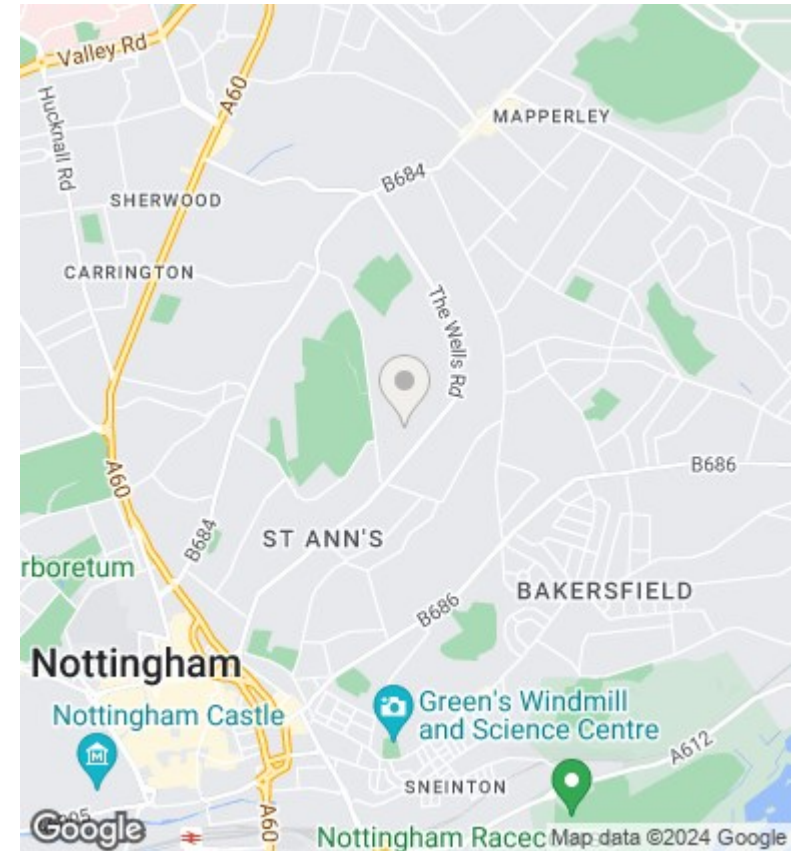 Valley Rd
A60
Hucknall Rd
MAPPERLEY
B684
SHERWOOD
CARRINGTON
The Wells Rd
A60
B686
B684
ST ANN'S
rboretum
BAKERSFIELD
B686
Nottingham
Nottingham Castle
Green's Windmill
and Science Centre
A612
SNEINTON
A60
Google
Nottingham Racec
Map data ©2024 Google